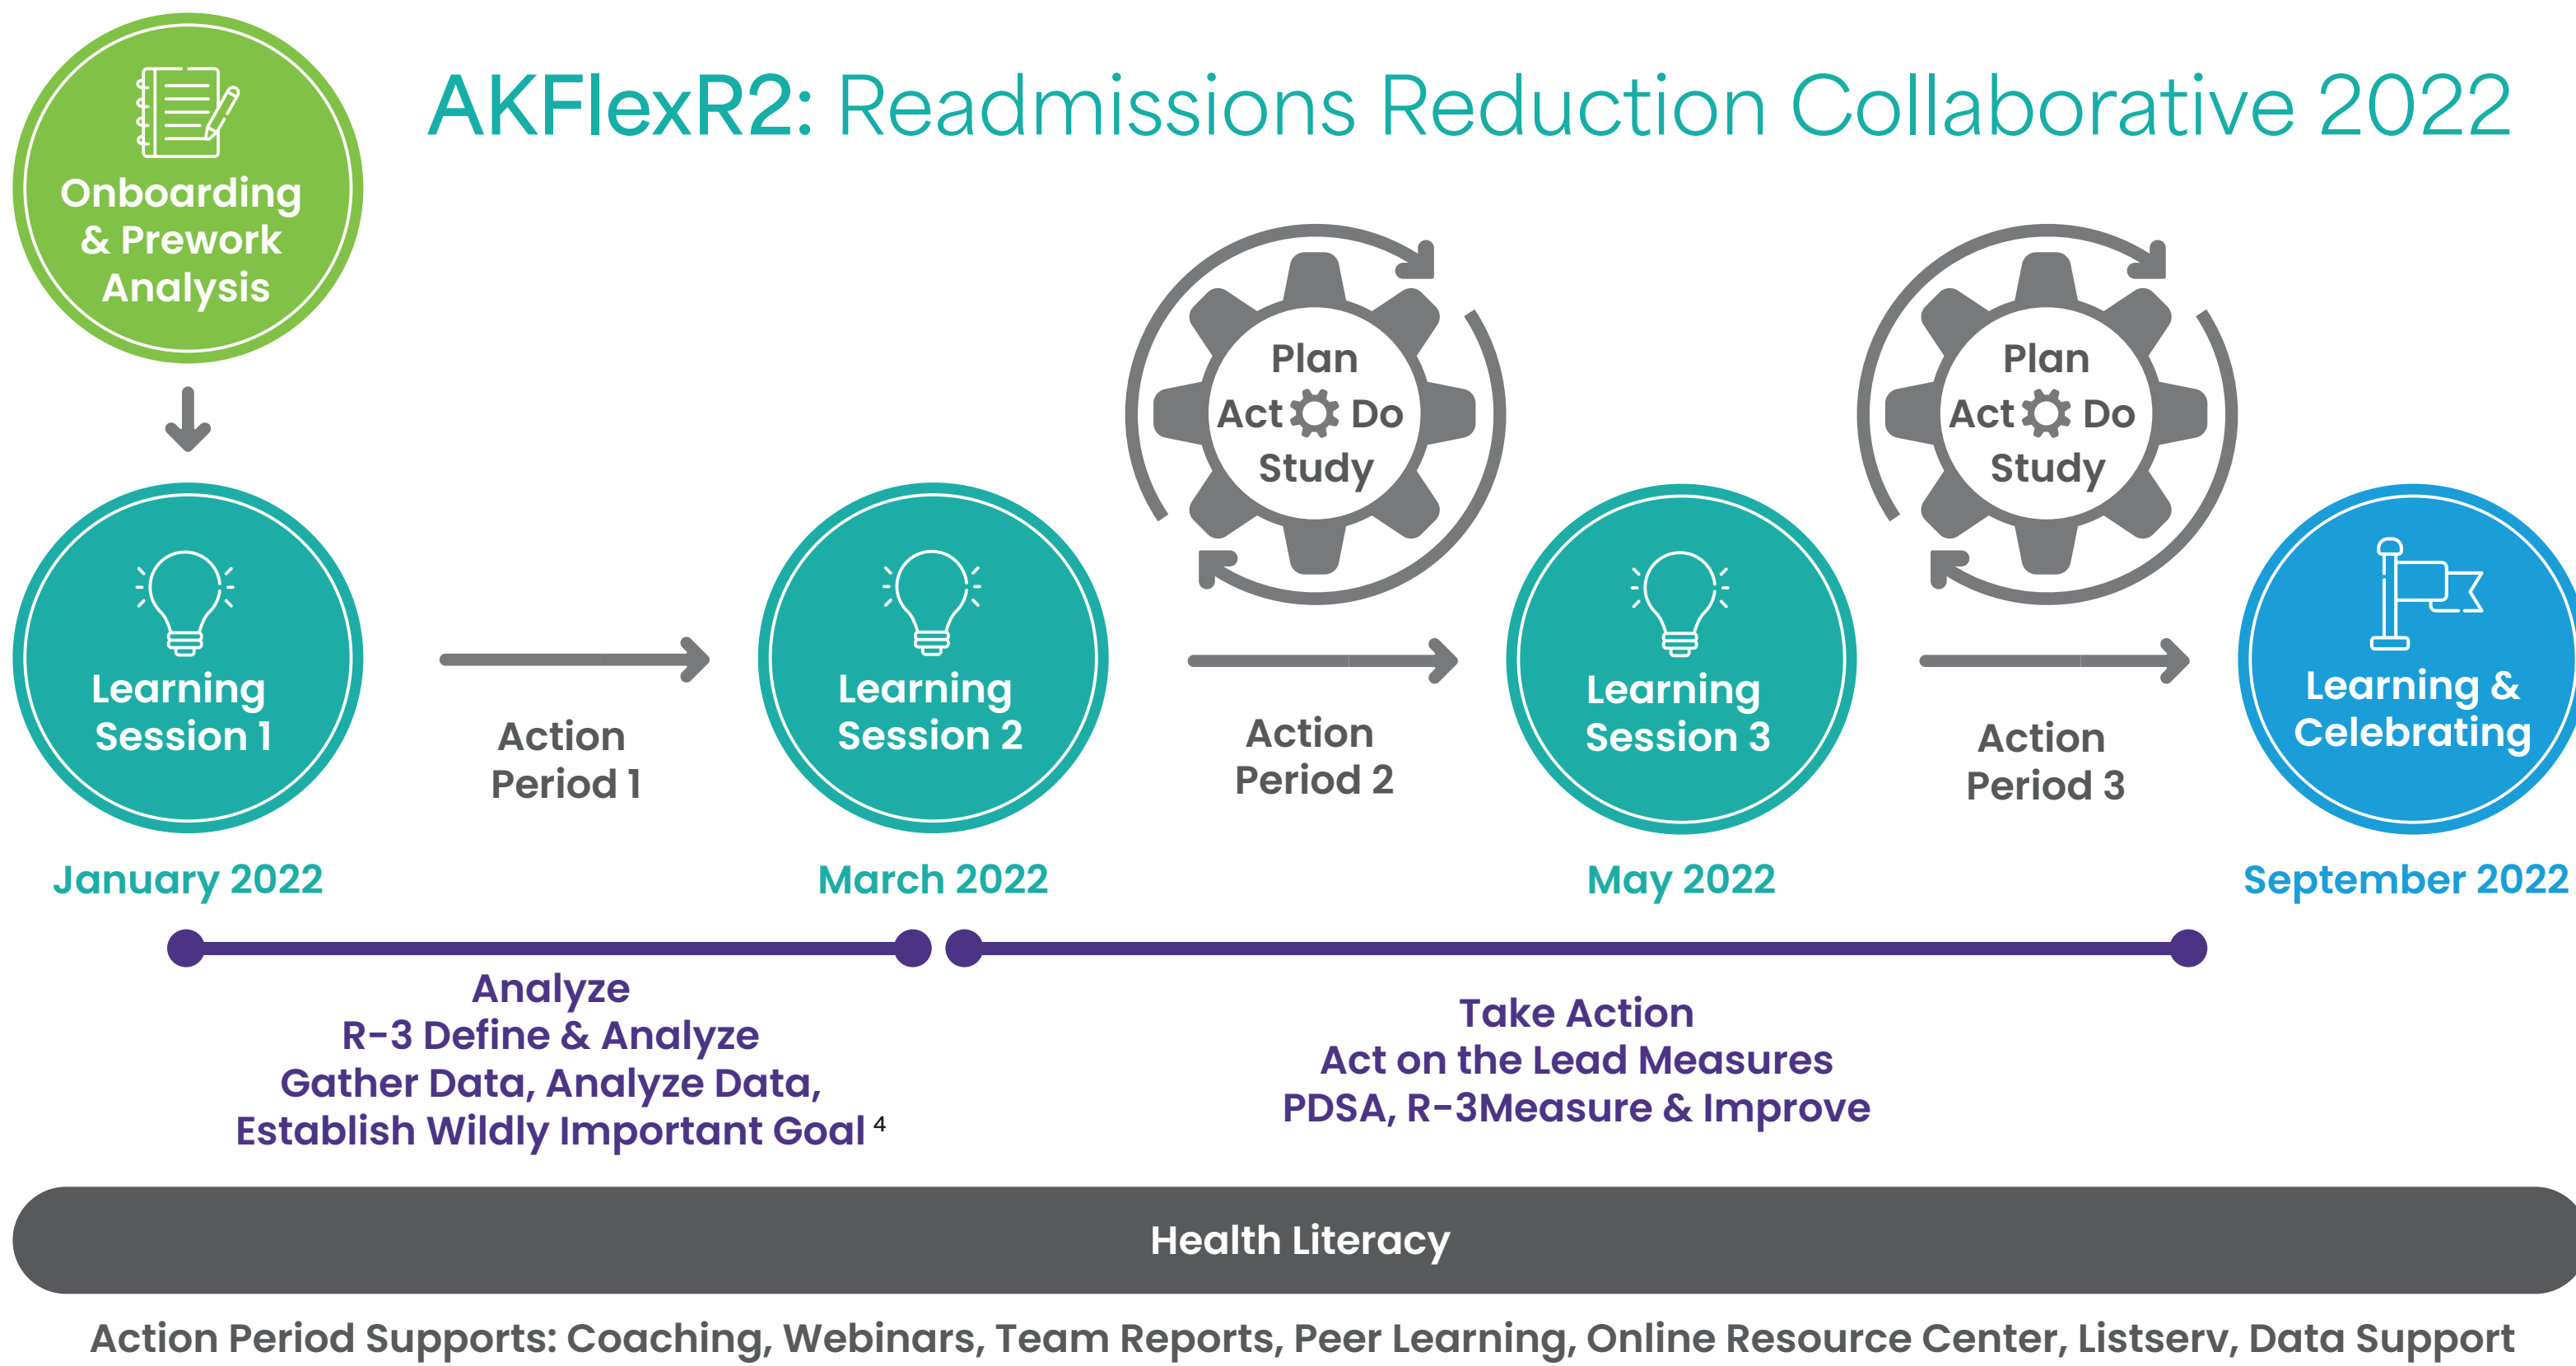 AKFlexR2: Readmissions Reduction Collaborative 2022
Onboarding
& Prework
Analysis
Plan
Act Do
Study
Plan
Act Do
Study
Learning
Session 1
Action
Period 1
Learning
Session 2
Action
Period 2
Learning
Session 3
Action
Period 3
Learning &
Celebrating
January 2022
March 2022
May 2022
September 2022
Analyze
R-3 Define & Analyze
Gather Data, Analyze Data,
Establish Wildly Important Goal 4
Take Action
Act on the Lead Measures
PDSA, R-3Measure & Improve
Health Literacy
Action Period Supports: Coaching, Webinars, Team Reports, Peer Learning, Online Resource Center, Listserv, Data Support